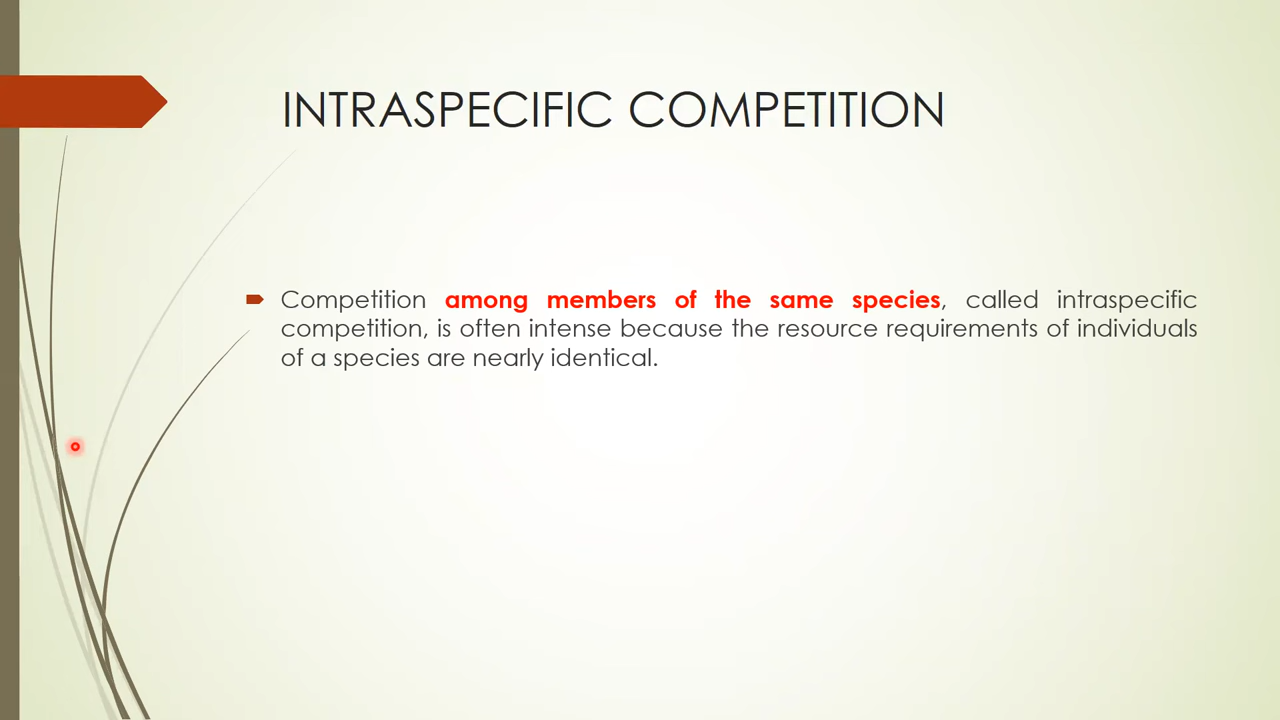 INTRASPECIFIC COMPETITION
Competition among members of the same species, called intraspecific
competition, is often intense because the resource requirements of individuals
of a species are nearly identical.